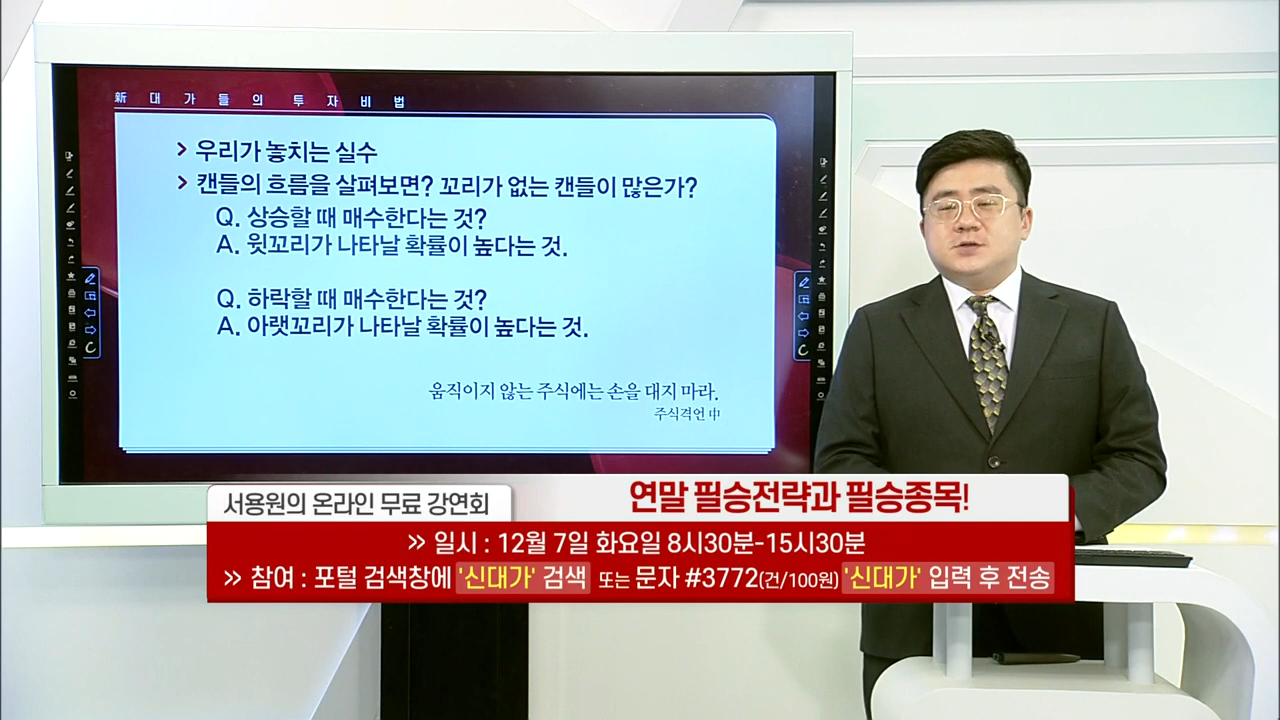 新 대 가 들 의 투 자 비 법
> 우리가 놓치는 실수
> 캔들의 흐름을 살펴보면? 꼬리가 없는 캔들이 많은가?
Q. 상승할 때 매수한다는 것?
A. 윗꼬리가 나타날 확률이 높다는 것.
Q. 하락할 때 매수한다는 것?
A. 아랫꼬리가 나타날 확률이 높다는 것.
움직이지 않는 주식에는 손을 대지 마라.
주식격언 中
서용원의 온라인 무료 강연회
연말 필승전략과 필승종목!
>> 일시 : 12월 7일 화요일 8시30분-15시30분
>> 참여 : 포털 검색창에 '신대가' 검색 또는 문자 #3772(건/100원) '신대가' 입력 후 전송